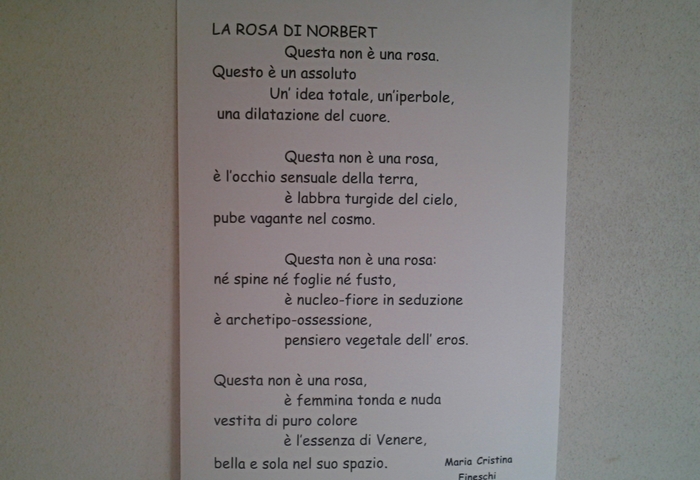 LA ROSA DI NORBERT
Questa non è una rosa.
Questo è un assoluto
Un' idea totale, un'iperbole,
una dilatazione del cuore.
Questa non è una rosa,
è l'occhio sensuale della terra,
è labbra turgide del cielo,
pube vagante nel cosmo.
Questa non è una rosa:
né spine né foglie né fusto,
è nucleo-fiore in seduzione
è archetipo-ossessione,
pensiero vegetale dell' eros.
Questa non è una rosa,
è femmina tonda e nuda
vestita di puro colore
è l'essenza di Venere,
bella e sola nel suo spazio.
Maria Cristina
Fineschi